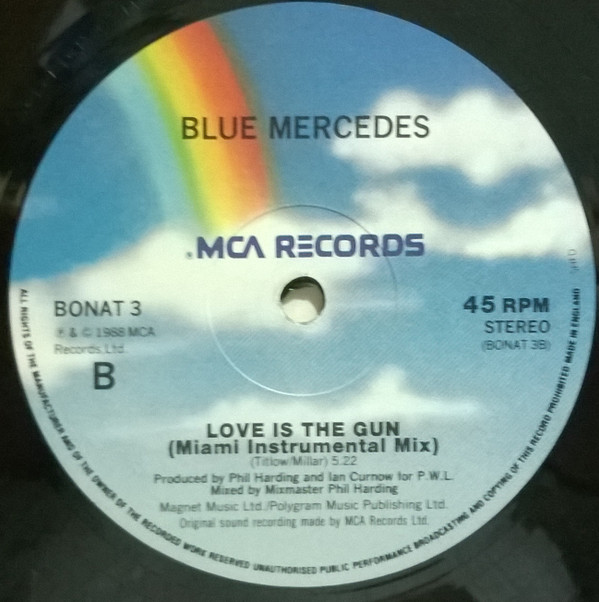 BLUE MERCEDES
MCA RECORDS
BONAT 3
℗ & © 1988 MCA
Records Ltd.
B
45 RPM
STEREO
(BONAT 3B)
LOVE IS THE GUN
(Miami Instrumental Mix)
(Titlow/Millar) 5.22
Produced by Phil Harding and Ian Curnow for P.W.L.
Mixed by Mixmaster Phil Harding
Magnet Music Ltd./Polygram Music Publishing Ltd.
Original sound recording made by MCA Records Ltd.
ALL RIGHTS OF THE MANUFACTURER AND OF THE OWNER OF THE RECORDED WORK RESERVED UNAUTHORISED PUBLIC PERFORMANCE BROADCASTING AND COPYING OF THIS RECORD PROHIBITED MADE IN ENGLAND